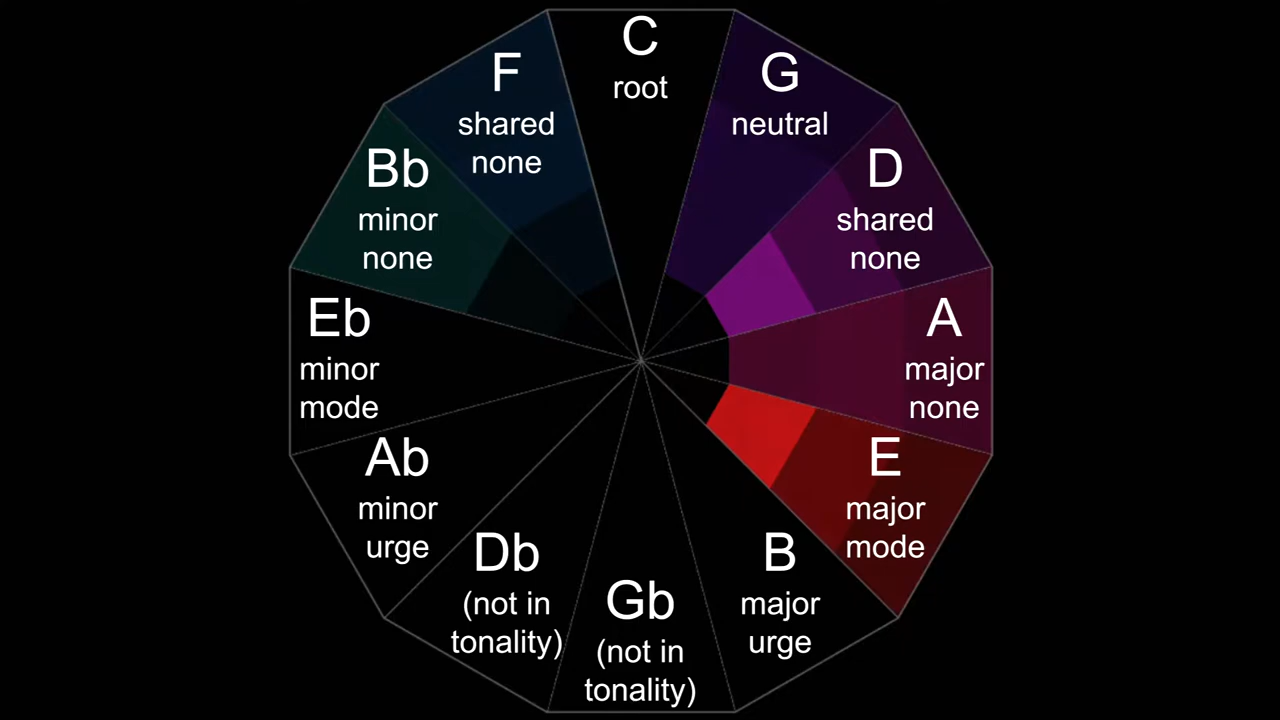 C
root
G
neutral
D
shared
none
A
major
none
E
major
mode
B
major
urge
Gb
(not in
tonality)
Db
(not in
tonality)
Ab
minor
urge
Eb
minor
mode
Bb
minor
none
F
shared
none